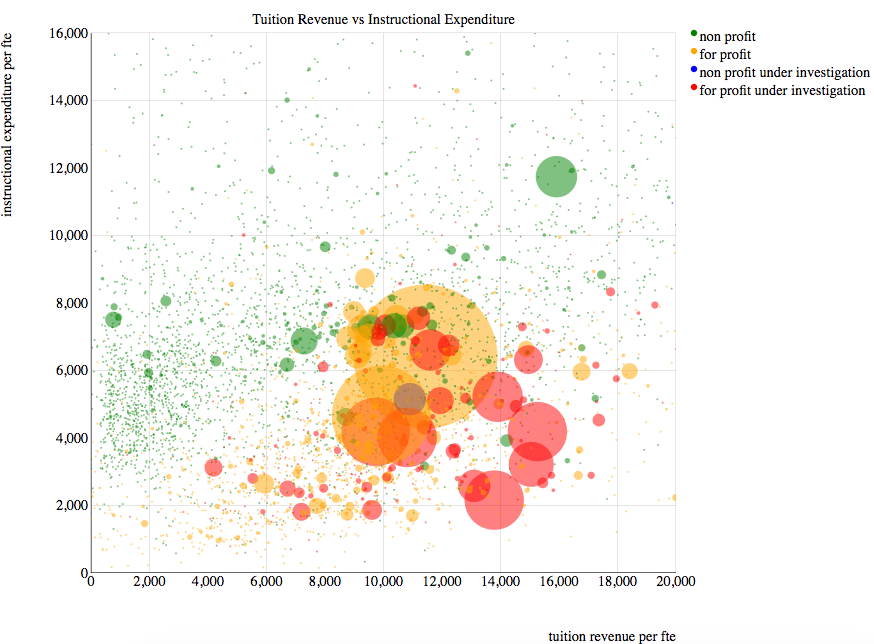 Tuition Revenue vs Instructional Expenditure
instructional expenditure per fte
16,000
14,000
12,000
10,000
8,000
6,000
4,000
2,000
0
0 2,000 4,000 6,000 8,000 10,000 12,000 14,000 16,000 18,000 20,000
tuition revenue per fte
non profit
for profit
non profit under investigation
for profit under investigation